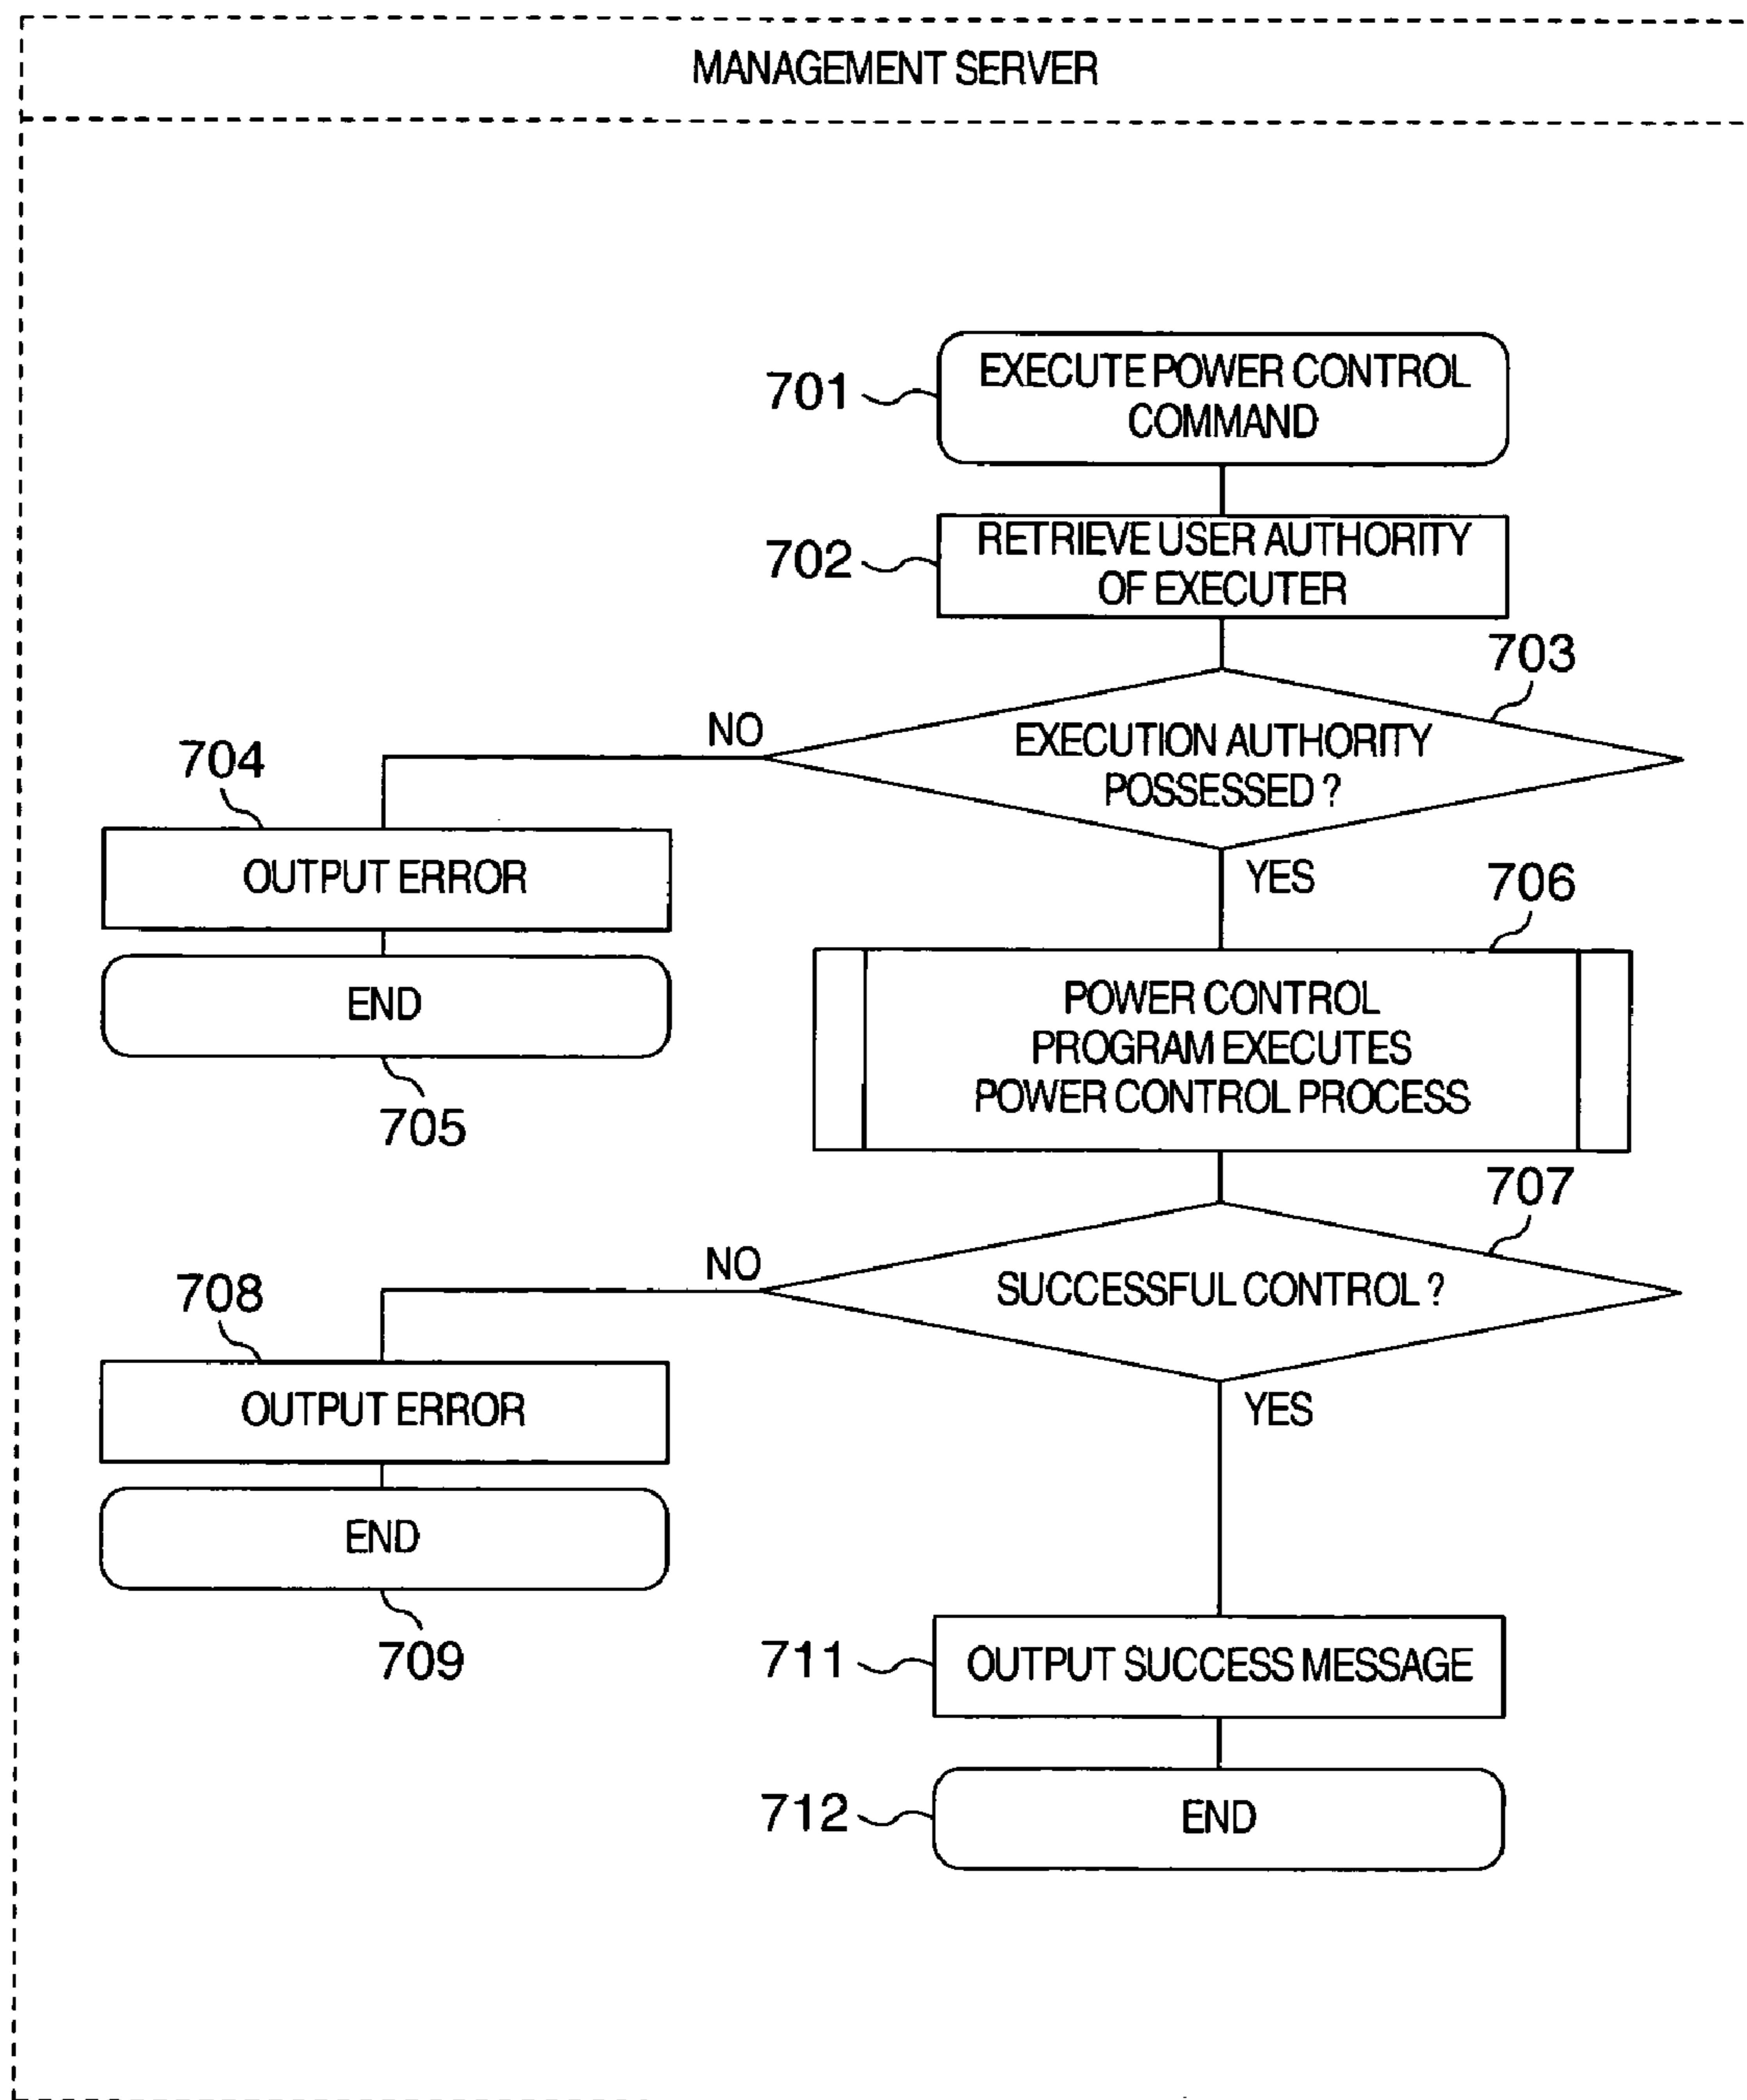 MANAGEMENT SERVER
701
EXECUTE POWER CONTROL
COMMAND
702
RETRIEVE USER AUTHORITY
OF EXECUTER
703
EXECUTION AUTHORITY
POSSESSED ?
NO
YES
704
OUTPUT ERROR
END
705
706
POWER CONTROL
PROGRAM EXECUTES
POWER CONTROL PROCESS
707
SUCCESSFUL CONTROL ?
NO
YES
708
OUTPUT ERROR
END
709
711
OUTPUT SUCCESS MESSAGE
712
END